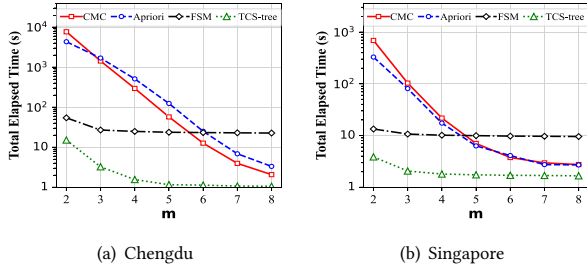 CMC Apriori FSM TCS-tree
Total Elapsed Time (s)
10^4
10^3
10^2
10
1
2 3 4 5 6 7 8
m
(a) Chengdu
CMC Apriori FSM TCS-tree
Total Elapsed Time (s)
10^3
10^2
10
1
2 3 4 5 6 7 8
m
(b) Singapore